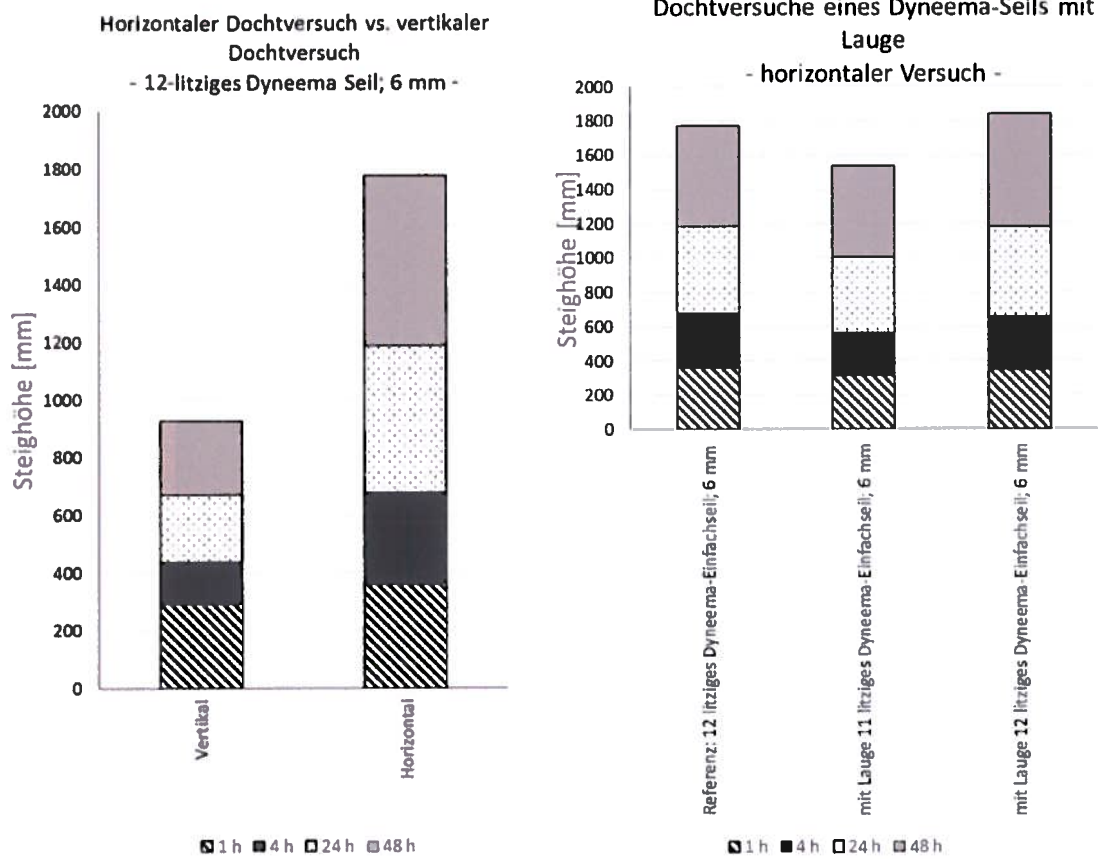 Horizontaler Dochtversuch vs. vertikaler
Dochtversuch
- 12-litziges Dyneema Seil; 6 mm -
Steighöhe [mm]
2000
1800
1600
1400
1200
1000
800
600
400
200
0
Vertikal
Horizontal
1 h 4 h 24 h 48 h
Dochtversuche eines Dyneema-Seils mit
Lauge
- horizontaler Versuch -
Steighöhe [mm]
2000
1800
1600
1400
1200
1000
800
600
400
200
0
Referenz: 12 litziges Dyneema-Einfachseil; 6 mm
mit Lauge 11 litziges Dyneema-Einfachseil; 6 mm
mit Lauge 12 litziges Dyneema-Einfachseil; 6 mm
1 h 4 h 24 h 48 h